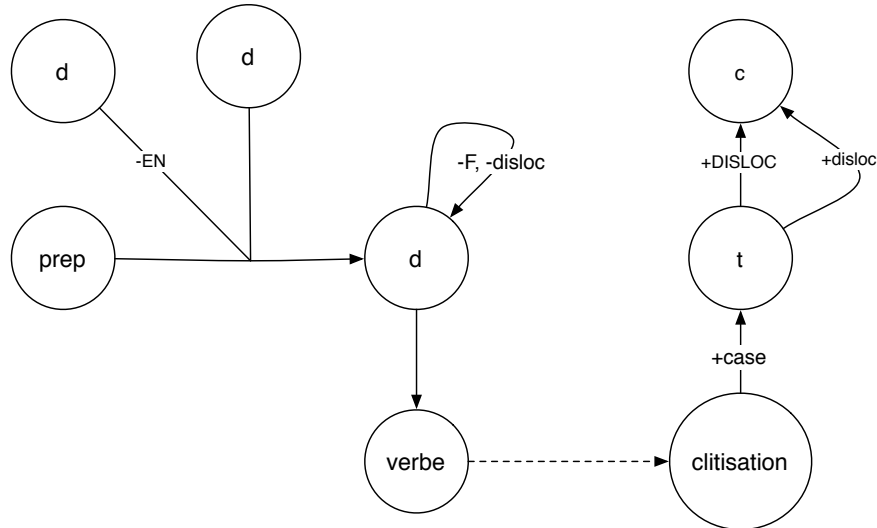 d
d
c
-EN
-F, -disloc
+DISLOC
+disloc
prep
d
t
+case
verbe
clitisation